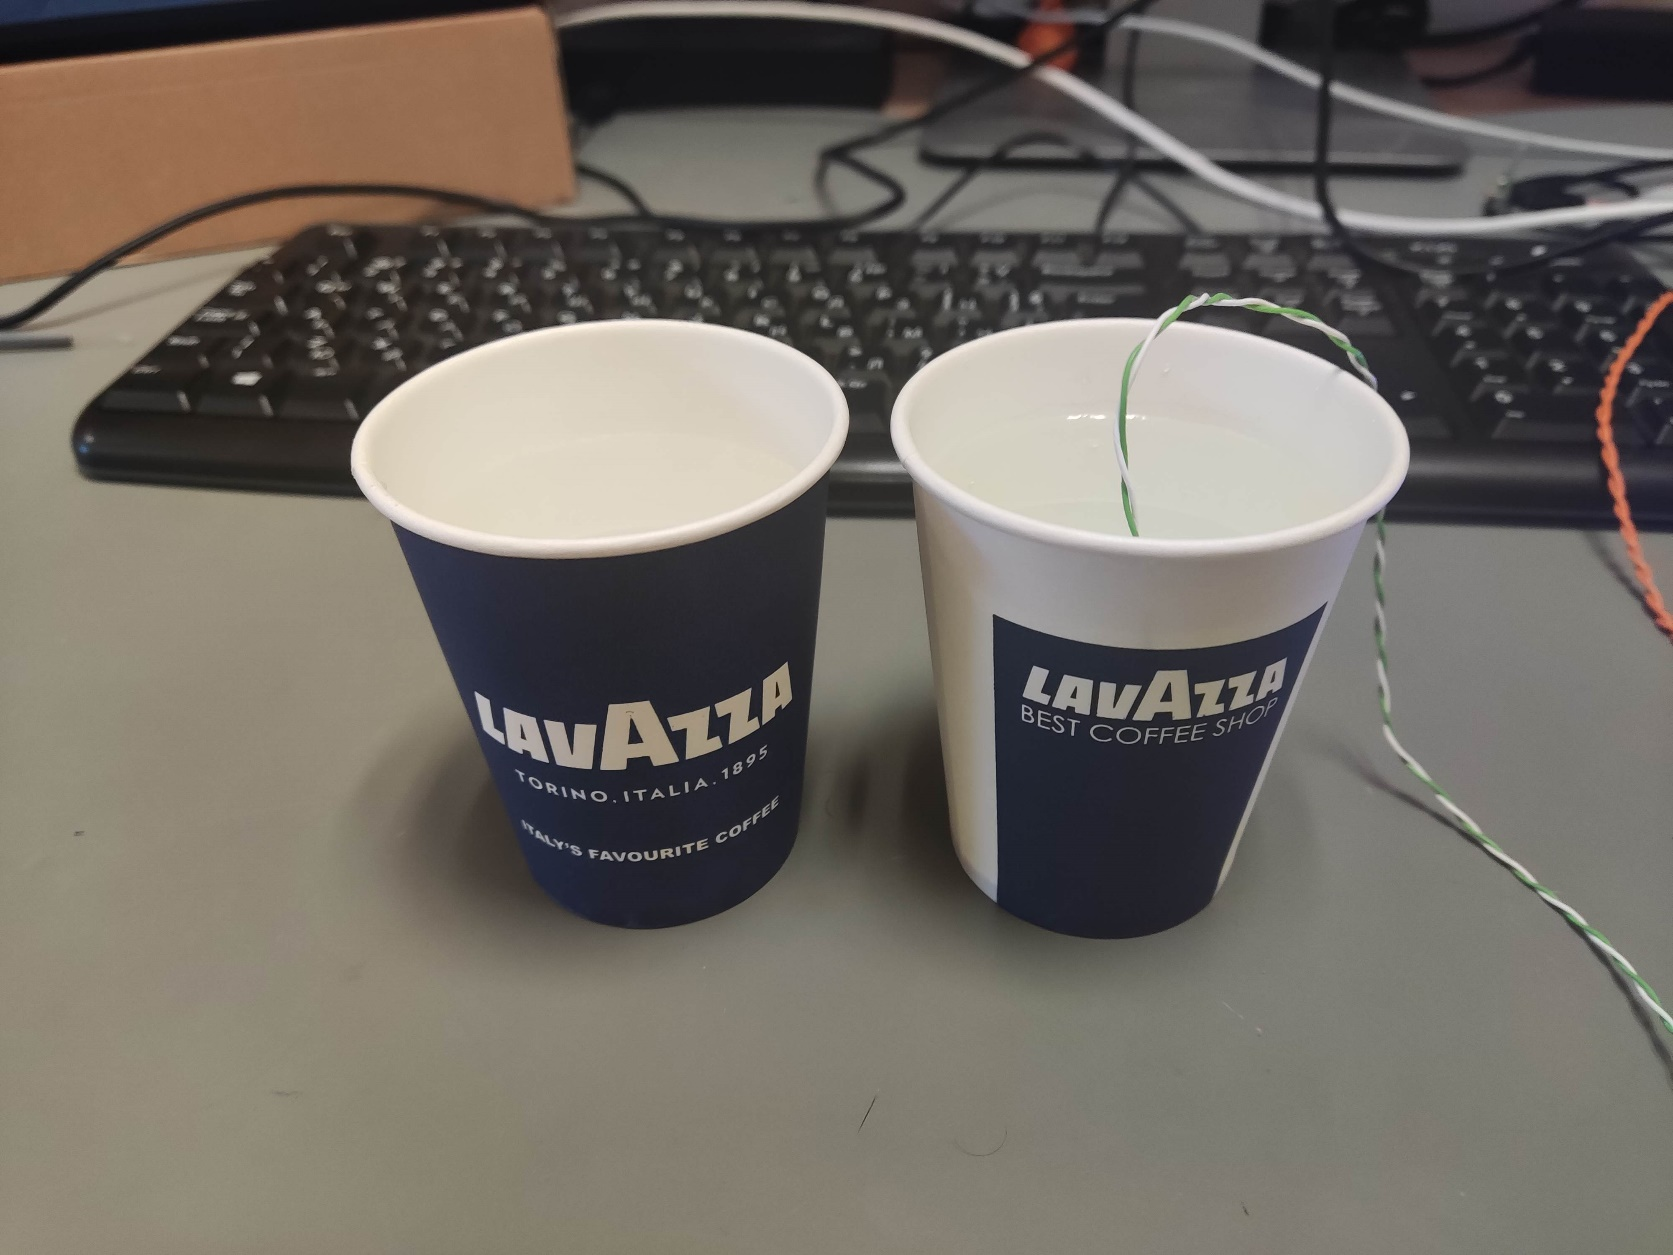 LAVAZZA
TORINO.ITALIA.1895
ITALY'S FAVOURITE COFFEE
LAVAZZA
BEST COFFEE SHOP